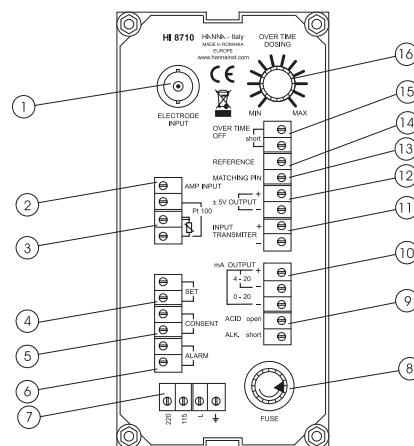 HI 8710
HANNA - Italy
MADE in ROMANIA
EUROPE
www.hannainst.com
CE
OVER TIME
DOSING
16
1
ELECTRODE
INPUT
MIN MAX
15
OVER TIME
OFF
short
14
REFERENCE
13
MATCHING PIN
12
2
AMP INPUT
Pt 100
± 5V OUTPUT
+
−
11
3
INPUT
TRANSMITER
+
−
mA OUTPUT
+
4 - 20
−
0 - 20
−
10
9
4
SET
ACID open
5
CONSENT
ALK. short
6
ALARM
8
7
220
115
L
FUSE